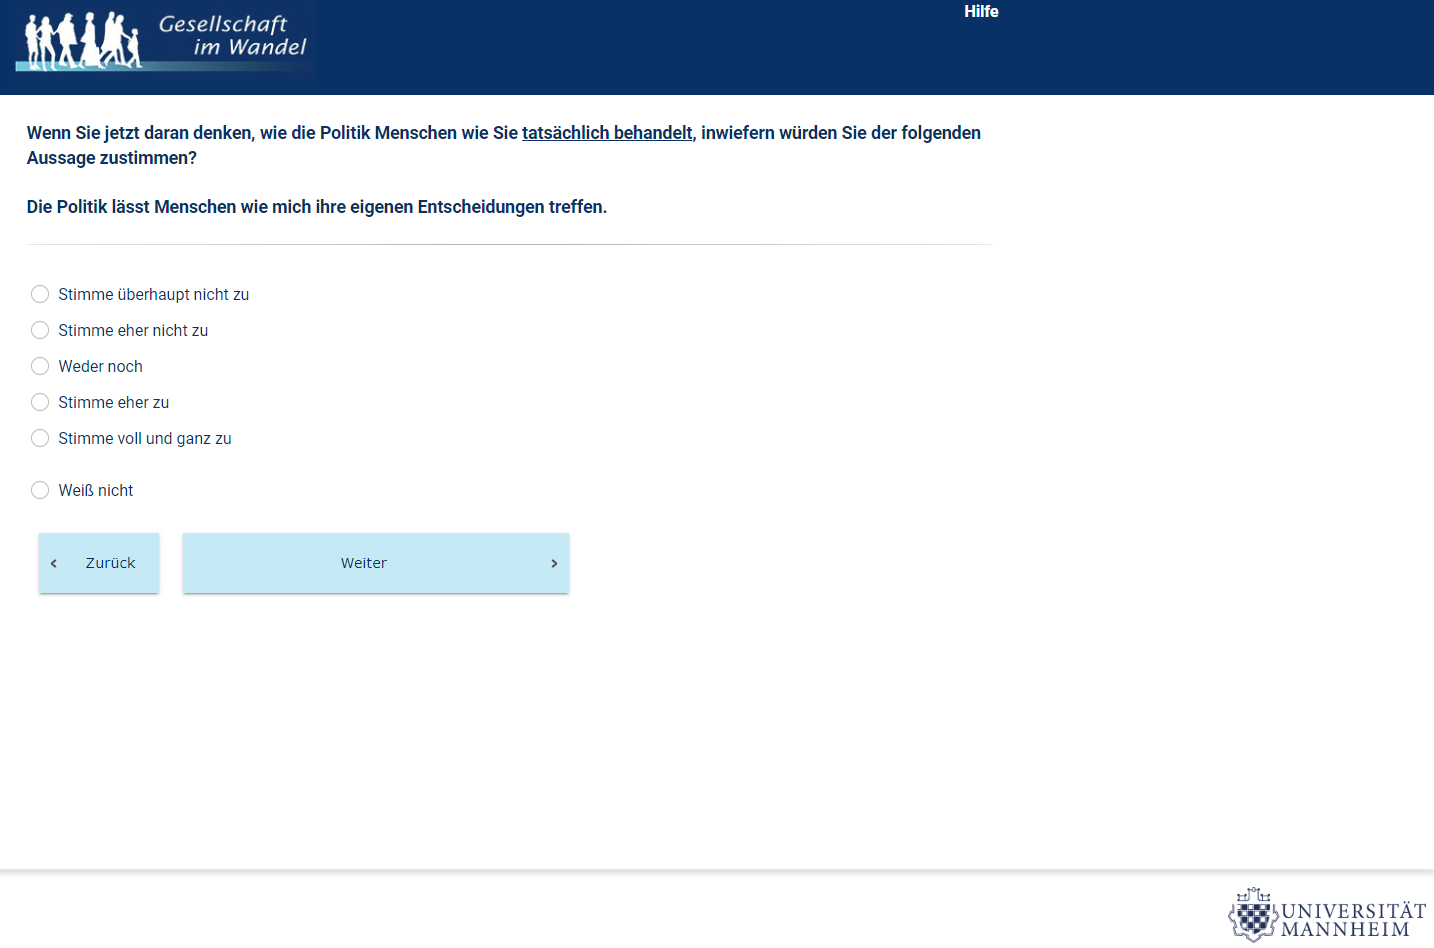 Gesellschaft
im Wandel
Hilfe
Wenn Sie jetzt daran denken, wie die Politik Menschen wie Sie tatsächlich behandelt, inwiefern würden Sie der folgenden
Aussage zustimmen?
Die Politik lässt Menschen wie mich ihre eigenen Entscheidungen treffen.
Stimme überhaupt nicht zu
Stimme eher nicht zu
Weder noch
Stimme eher zu
Stimme voll und ganz zu
Weiß nicht
Zurück
Weiter
UNIVERSITÄT
MANNHEIM